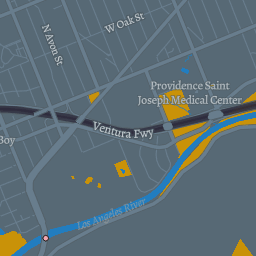 W Oak St
N Avon St
Providence Saint
Joseph Medical Center
Ventura Fwy
Boy
Los Angeles River